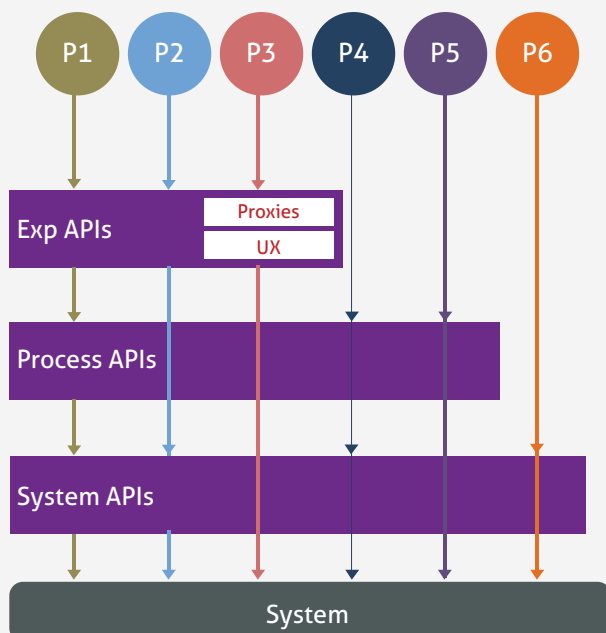 P1 P2 P3 P4 P5 P6
Proxies
Exp APIs
UX
Process APIs
System APIs
System